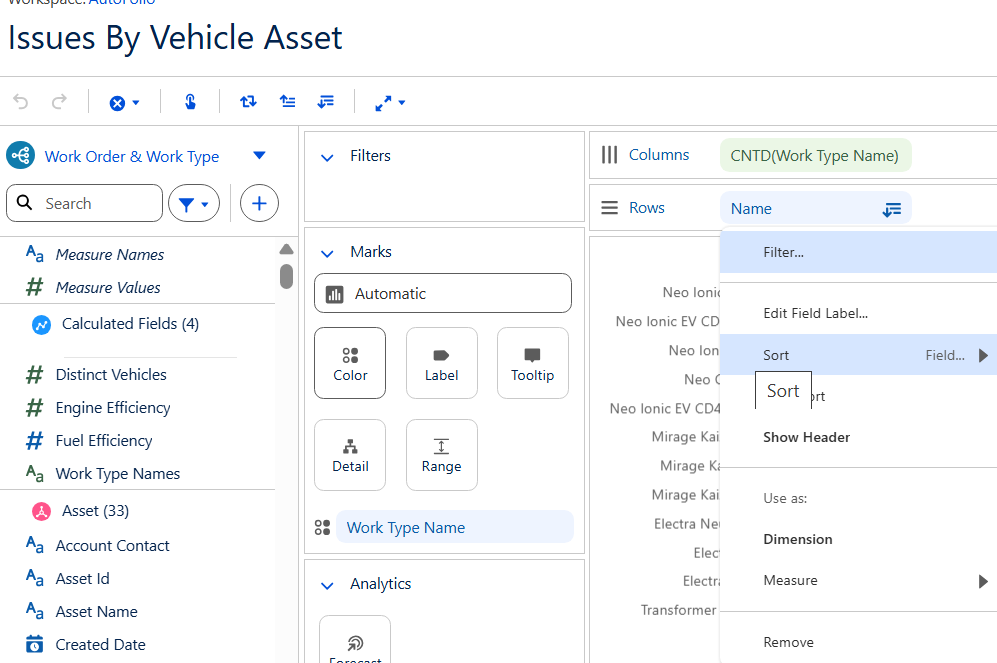 Workspace: AutoFolio
Issues By Vehicle Asset
Work Order & Work Type
Search
Measure Names
Measure Values
Calculated Fields (4)
Distinct Vehicles
Engine Efficiency
Fuel Efficiency
Work Type Names
Asset (33)
Account Contact
Asset Id
Asset Name
Created Date
Filters
Marks
Automatic
Color
Label
Tooltip
Detail
Range
Work Type Name
Analytics
Forecast
Columns
CNTD(Work Type Name)
Rows
Name
Neo Ionic
Neo Ionic EV CD
Neo Ion
Neo
Neo Ionic EV CD4
Mirage Kai
Mirage Ka
Mirage Kai
Electra Neu
Elec
Electra
Transformer
Filter...
Edit Field Label...
Sort
Field...
Sort
ort
Show Header
Use as:
Dimension
Measure
Remove